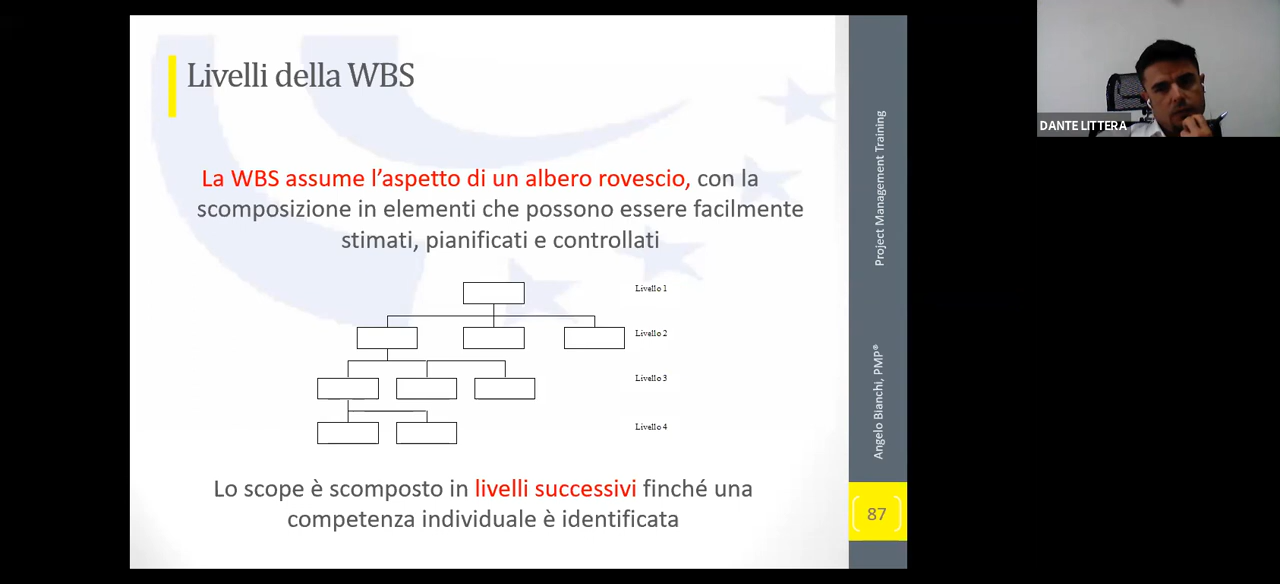 Livelli della WBS
La WBS assume l'aspetto di un albero rovescio, con la
scomposizione in elementi che possono essere facilmente
stimati, pianificati e controllati
Livello 1
Livello 2
Livello 3
Livello 4
Lo scope è scomposto in livelli successivi finché una
competenza individuale è identificata
Project Management Training
Angelo Bianchi, PMP®
87
DANTE LITTERA